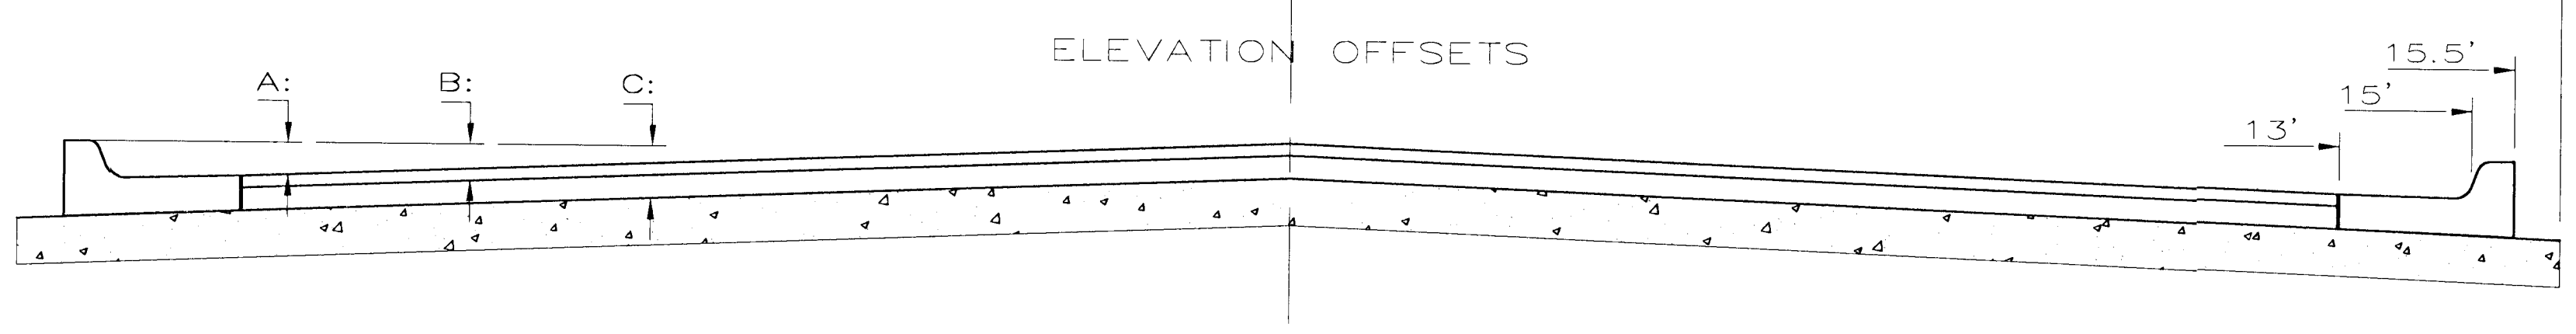 ELEVATION OFFSETS
A:
B:
C:
15.5'
15'
13'